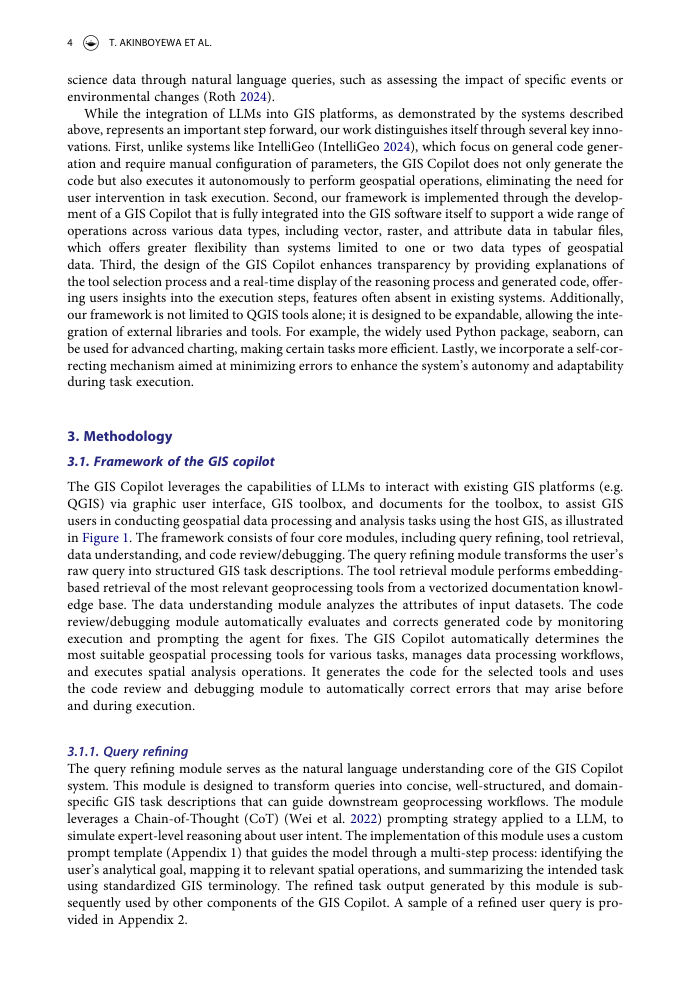 4 T. AKINBOYEWA ET AL.
science data through natural language queries, such as assessing the impact of specific events or
environmental changes (Roth 2024).
While the integration of LLMs into GIS platforms, as demonstrated by the systems described
above, represents an important step forward, our work distinguishes itself through several key inno-
vations. First, unlike systems like IntelliGeo (IntelliGeo 2024), which focus on general code gener-
ation and require manual configuration of parameters, the GIS Copilot does not only generate the
code but also executes it autonomously to perform geospatial operations, eliminating the need for
user intervention in task execution. Second, our framework is implemented through the develop-
ment of a GIS Copilot that is fully integrated into the GIS software itself to support a wide range of
operations across various data types, including vector, raster, and attribute data in tabular files,
which offers greater flexibility than systems limited to one or two data types of geospatial
data. Third, the design of the GIS Copilot enhances transparency by providing explanations of
the tool selection process and a real-time display of the reasoning process and generated code, offer-
ing users insights into the execution steps, features often absent in existing systems. Additionally,
our framework is not limited to QGIS tools alone; it is designed to be expandable, allowing the inte-
gration of external libraries and tools. For example, the widely used Python package, seaborn, can
be used for advanced charting, making certain tasks more efficient. Lastly, we incorporate a self-cor-
recting mechanism aimed at minimizing errors to enhance the system's autonomy and adaptability
during task execution.
3. Methodology
3.1. Framework of the GIS copilot
The GIS Copilot leverages the capabilities of LLMs to interact with existing GIS platforms (e.g.
QGIS) via graphic user interface, GIS toolbox, and documents for the toolbox, to assist GIS
users in conducting geospatial data processing and analysis tasks using the host GIS, as illustrated
in Figure 1. The framework consists of four core modules, including query refining, tool retrieval,
data understanding, and code review/debugging. The query refining module transforms the user's
raw query into structured GIS task descriptions. The tool retrieval module performs embedding-
based retrieval of the most relevant geoprocessing tools from a vectorized documentation knowl-
edge base. The data understanding module analyzes the attributes of input datasets. The code
review/debugging module automatically evaluates and corrects generated code by monitoring
execution and prompting the agent for fixes. The GIS Copilot automatically determines the
most suitable geospatial processing tools for various tasks, manages data processing workflows,
and executes spatial analysis operations. It generates the code for the selected tools and uses
the code review and debugging module to automatically correct errors that may arise before
and during execution.
3.1.1. Query refining
The query refining module serves as the natural language understanding core of the GIS Copilot
system. This module is designed to transform queries into concise, well-structured, and domain-
specific GIS task descriptions that can guide downstream geoprocessing workflows. The module
leverages a Chain-of-Thought (CoT) (Wei et al. 2022) prompting strategy applied to a LLM, to
simulate expert-level reasoning about user intent. The implementation of this module uses a custom
prompt template (Appendix 1) that guides the model through a multi-step process: identifying the
user's analytical goal, mapping it to relevant spatial operations, and summarizing the intended task
using standardized GIS terminology. The refined task output generated by this module is sub-
sequently used by other components of the GIS Copilot. A sample of a refined user query is pro-
vided in Appendix 2.